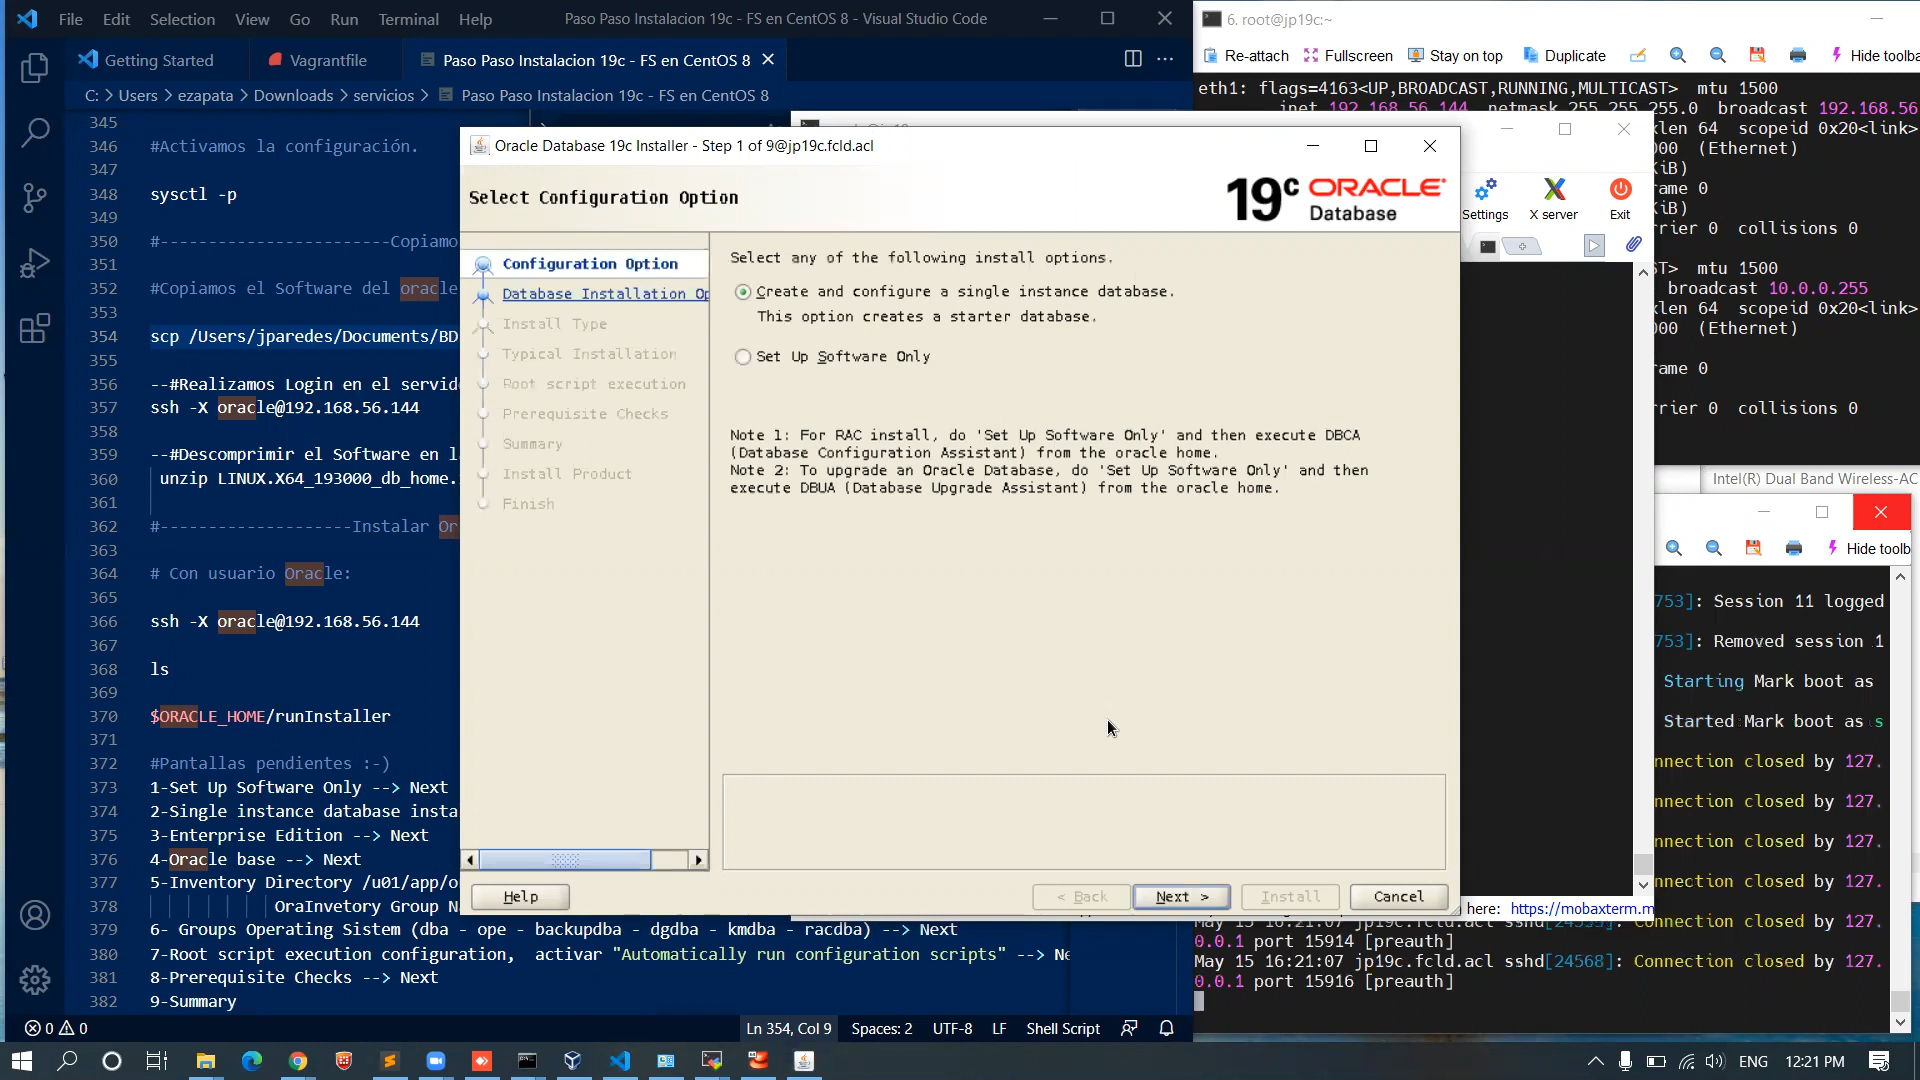 File Edit Selection View Go Run Terminal Help Paso Paso Instalacion 19c - FS en CentOS 8 - Visual Studio Code
Getting Started Vagrantfile Paso Paso Instalacion 19c - FS en CentOS 8
C: > Users > ezapata > Downloads > servicios > Paso Paso Instalacion 19c - FS en CentOS 8
345
346 #Activamos la configuración.
347
348 sysctl -p
349
350 #------------------------Copiamo
351
352 #Copiamos el Software del oracle
353
354 scp /Users/jparedes/Documents/BD
355
356 --#Realizamos Login en el servid
357 ssh -X oracle@192.168.56.144
358
359 --#Descomprimir el Software en l
360 unzip LINUX.X64_193000_db_home.
361
362 #--------------------Instalar Or
363
364 # Con usuario Oracle:
365
366 ssh -X oracle@192.168.56.144
367
368 ls
369
370 $ORACLE_HOME/runInstaller
371
372 #Pantallas pendientes :-)
373 1-Set Up Software Only --> Next
374 2-Single instance database insta
375 3-Enterprise Edition --> Next
376 4-Oracle base --> Next
377 5-Inventory Directory /u01/app/o
378 OraInvetory Group N
379 6- Groups Operating Sistem (dba - ope - backupdba - dgdba - kmdba - racdba) --> Next
380 7-Root script execution configuration, activar "Automatically run configuration scripts" --> Ne
381 8-Prerequisite Checks --> Next
382 9-Summary
0 0 Ln 354, Col 9 Spaces: 2 UTF-8 LF Shell Script
Oracle Database 19c Installer - Step 1 of 9@jp19c.fcld.acl
Select Configuration Option
19c ORACLE
Database
Configuration Option
Database Installation Op
Install Type
Typical Installation
Root script execution
Prerequisite Checks
Summary
Install Product
Finish
Select any of the following install options.
Create and configure a single instance database.
This option creates a starter database.
Set Up Software Only
Note 1: For RAC install, do 'Set Up Software Only' and then execute DBCA
(Database Configuration Assistant) from the oracle home.
Note 2: To upgrade an Oracle Database, do 'Set Up Software Only' and then
execute DBUA (Database Upgrade Assistant) from the oracle home.
Help < Back Next > Install Cancel
Settings X server Exit
here: https://mobaxterm.m
6. root@jp19c:~
Re-attach Fullscreen Stay on top Duplicate Hide toolba
eth1: flags=4163<UP,BROADCAST,RUNNING,MULTICAST> mtu 1500
inet 192.168.56.144 netmask 255.255.255.0 broadcast 192.168.56
xlen 64 scopeid 0x20<link>
000 (Ethernet)
KiB)
rame 0
KiB)
rrier 0 collisions 0
ST> mtu 1500
broadcast 10.0.0.255
xlen 64 scopeid 0x20<link>
000 (Ethernet)
rame 0
rrier 0 collisions 0
Intel(R) Dual Band Wireless-AC
Hide toolb
753]: Session 11 logged
753]: Removed session 1
Starting Mark boot as
Started Mark boot as s
nnection closed by 127.
nnection closed by 127.
nnection closed by 127.
nnection closed by 127.
May 15 16:21:07 jp19c.fcld.acl sshd[24559]: Connection closed by 127.
0.0.1 port 15914 [preauth]
May 15 16:21:07 jp19c.fcld.acl sshd[24568]: Connection closed by 127.
0.0.1 port 15916 [preauth]
ENG 12:21 PM